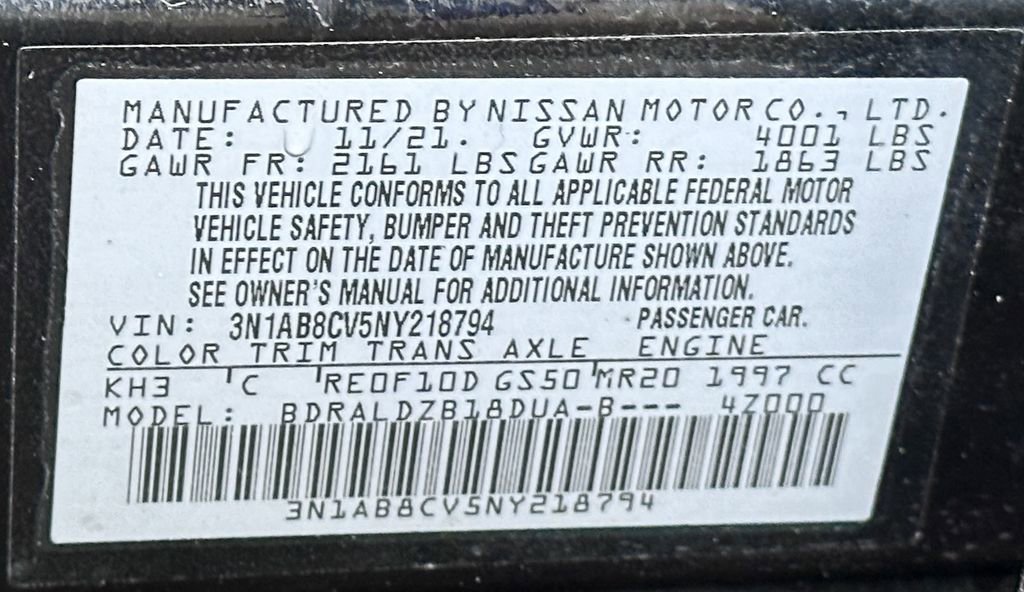 MANUFACTURED BY NISSAN MOTOR CO., LTD.
DATE: 11/21. GVWR: 4001 LBS
GAWR FR: 2161 LBS GAWR RR: 1863 LBS
THIS VEHICLE CONFORMS TO ALL APPLICABLE FEDERAL MOTOR
VEHICLE SAFETY, BUMPER AND THEFT PREVENTION STANDARDS
IN EFFECT ON THE DATE OF MANUFACTURE SHOWN ABOVE.
SEE OWNER'S MANUAL FOR ADDITIONAL INFORMATION.
VIN: 3N1AB8CV5NY218794 PASSENGER CAR.
COLOR TRIM TRANS AXLE ENGINE
KH3 C RE0F10D GS50 MR20 1997 CC
MODEL: BDRALDZB18DUA-B--- 4Z000
3N1AB8CV5NY218794